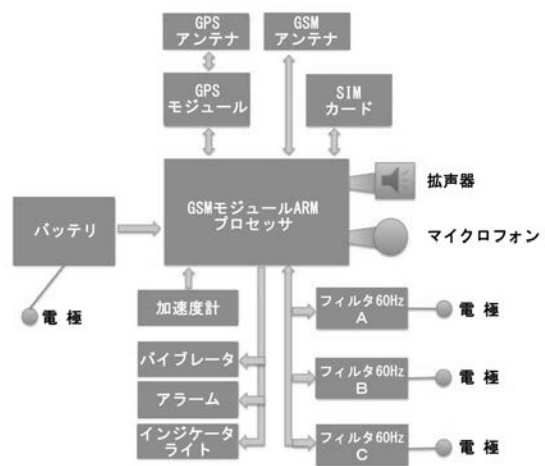 GPS
アンテナ
GSM
アンテナ
GPS
モジュール
SIM
カード
GSMモジュールARM
プロセッサ
拡声器
マイクロフォン
バッテリ
電 極
加速度計
バイブレータ
アラーム
インジケータ
ライト
フィルタ60Hz
A
電 極
フィルタ60Hz
B
電 極
フィルタ60Hz
C
電 極